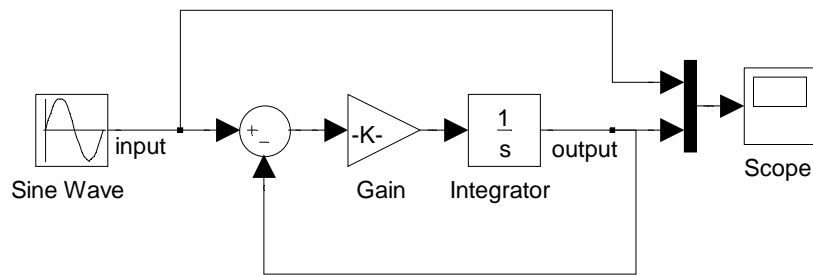 input
Sine Wave
+
−
-K-
Gain
1
s
Integrator
output
Scope